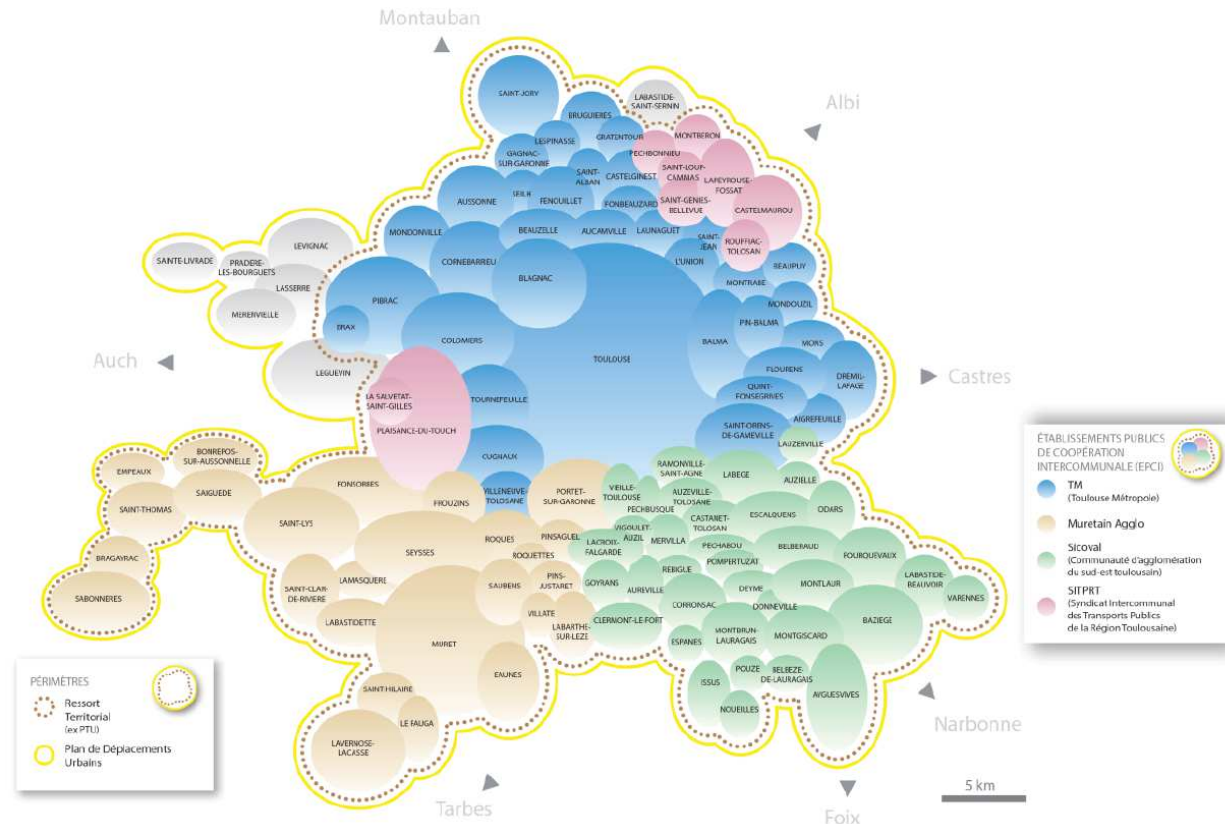 Montauban
Albi
Auch
Castres
Narbonne
Foix
Tarbes
SAINT-JORY
LABASTIDE-
SAINT-SERNIN
BRUGUIERES
GRATENTOUR
LESPINASSE
MONTBERON
PECHBONNIEU
GAGNAC-
SUR-GARONNE
SAINT-
ALBAN
CASTELGINEST
SAINT-LOUP-
CAMMAS
LAPEYROUSE-
FOSSAT
AUSSONNE
SEILH
FENOUILLET
FONBEAUZARD
SAINT-GENIES-
BELLEVUE
CASTELMAUROU
MONDONVILLE
BEAUZELLE
AUCAMVILLE
LAUNAGUET
SAINT-
JEAN
ROUFFIAC-
TOLOSAN
LEVIGNAC
SAINTE-LIVRADE
PRADERE-
LES-BOURGUETS
CORNEBARRIEU
L'UNION
BEAUPUY
LASSERRE
BLAGNAC
MONTRABE
PIBRAC
MONDOUZIL
MERENVIELLE
BRAX
PIN-BALMA
COLOMIERS
BALMA
MONS
TOULOUSE
LEGUEVIN
FLOURENS
DREMIL-
LAFAGE
QUINT-
FONSEGRIVES
LA SALVETAT-
SAINT-GILLES
TOURNEFEUILLE
AIGREFEUILLE
PLAISANCE-DU-TOUCH
SAINT-ORENS-
DE-GAMEVILLE
LAUZERVILLE
BONREPOS-
SUR-AUSSONNELLE
CUGNAUX
EMPEAUX
RAMONVILLE-
SAINT-AGNE
LABEGE
AUZIELLE
FONSORBES
SAIGUEDE
VILLENEUVE-
TOLOSANE
PORTET-
SUR-GARONNE
VIEILLE-
TOULOUSE
AUZEVILLE-
TOLOSANE
FROUZINS
SAINT-THOMAS
PECHBUSQUE
ODARS
ESCALQUENS
SAINT-LYS
CASTANET-
TOLOSAN
ROQUES
PINSAGUEL
VIGOULET-
AUZIL
MERVILLA
LACROIX-
FALGARDE
SEYSSES
ROQUETTES
PECHABOU
BELBERAUD
FOURQUEVAUX
BRAGAYRAC
POMPERTUZAT
REBIGUE
LAMASQUERE
SAINT-CLAR-
DE-RIVIERE
SAUBENS
PINS-
JUSTARET
GOYRANS
AUREVILLE
DEYME
MONTLAUR
LABASTIDE-
BEAUVOIR
VARENNES
SABONNERES
CORRONSAC
DONNEVILLE
VILLATE
LABARTHE-
SUR-LEZE
CLERMONT-LE-FORT
LABASTIDETTE
BAZIEGE
MURET
ESPANES
MONTBRUN-
LAURAGAIS
MONTGISCARD
EAUNES
POUZE
BELBEZE-
DE-LAURAGAIS
ISSUS
AYGUESVIVES
SAINT-HILAIRE
NOUEILLES
LE FAUGA
LAVERNOSE-
LACASSE
5 km
PÉRIMÈTRES
Ressort
Territorial
(ex PTU)
Plan de Déplacements
Urbains
ÉTABLISSEMENTS PUBLICS
DE COOPÉRATION
INTERCOMMUNALE (EPCI)
TM
(Toulouse Métropole)
Muretain Agglo
Sicoval
(Communauté d'agglomération
du sud-est toulousain)
SITPRT
(Syndicat Intercommunal
des Transports Publics
de la Région Toulousaine)